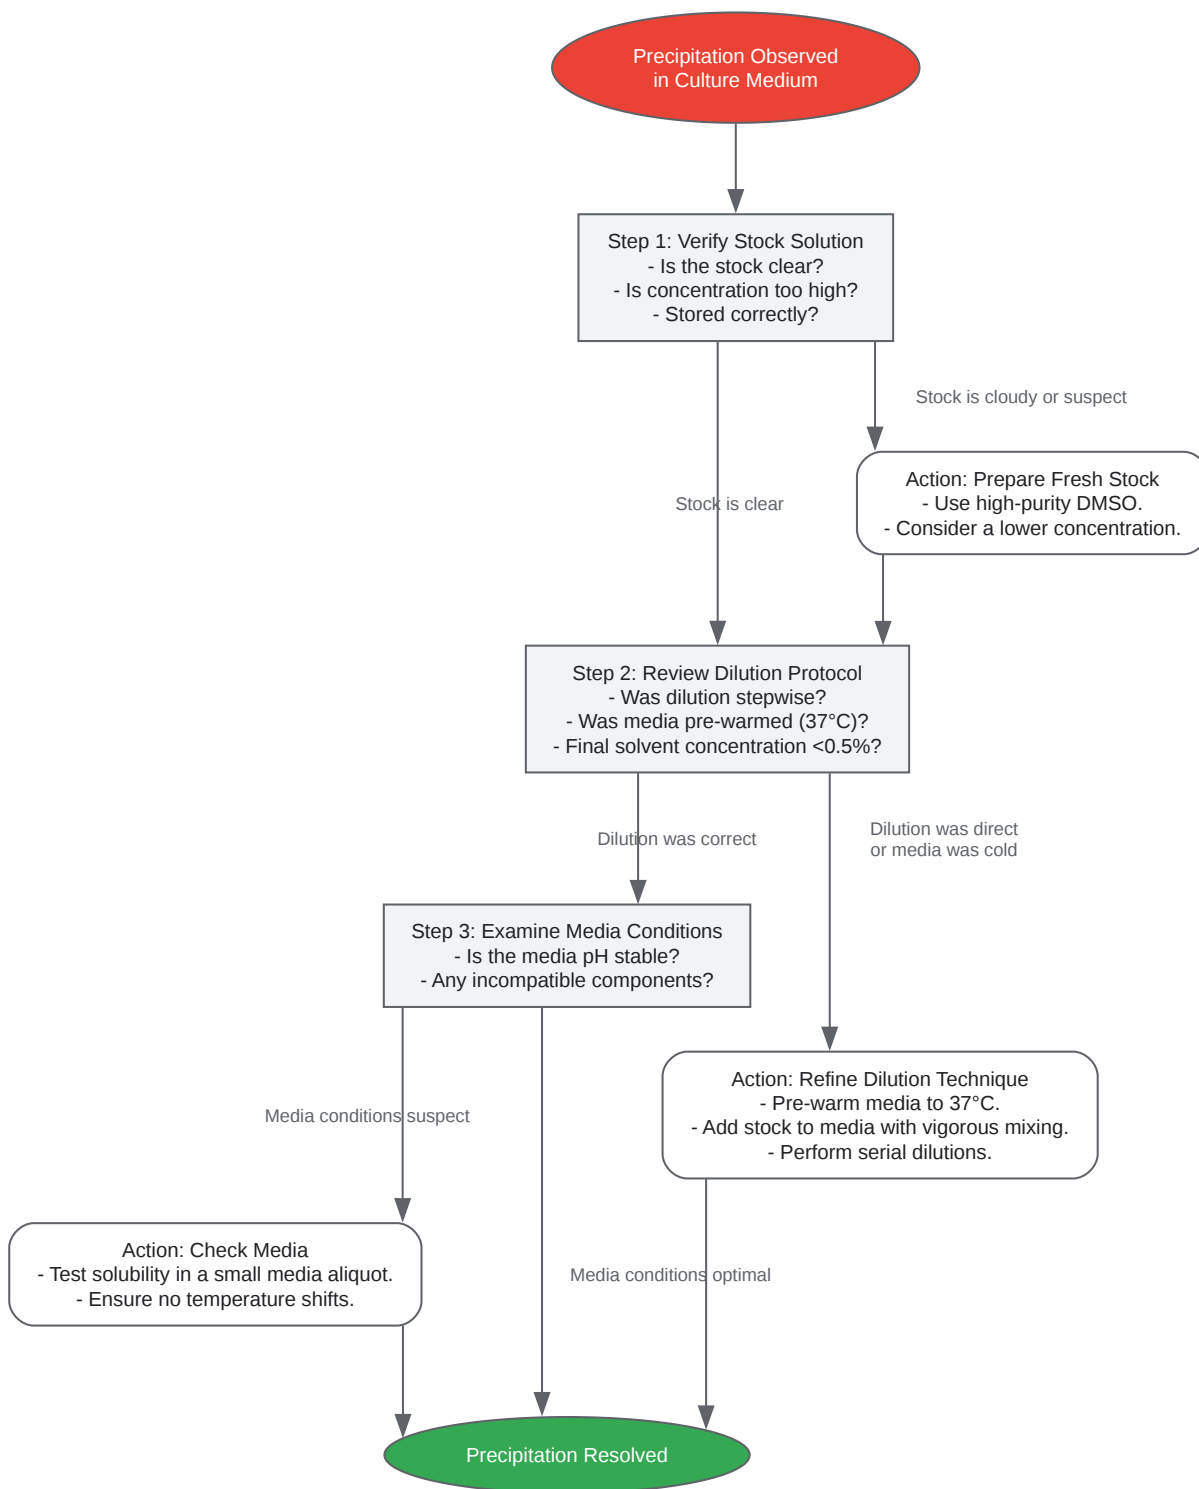 Precipitation Observed
in Culture Medium
Step 1: Verify Stock Solution
- Is the stock clear?
- Is concentration too high?
- Stored correctly?
Stock is cloudy or suspect
Action: Prepare Fresh Stock
- Use high-purity DMSO.
- Consider a lower concentration.
Stock is clear
Step 2: Review Dilution Protocol
- Was dilution stepwise?
- Was media pre-warmed (37°C)?
- Final solvent concentration <0.5%?
Dilution was correct
Dilution was direct
or media was cold
Step 3: Examine Media Conditions
- Is the media pH stable?
- Any incompatible components?
Action: Refine Dilution Technique
- Pre-warm media to 37°C.
- Add stock to media with vigorous mixing.
- Perform serial dilutions.
Media conditions suspect
Action: Check Media
- Test solubility in a small media aliquot.
- Ensure no temperature shifts.
Media conditions optimal
Precipitation Resolved